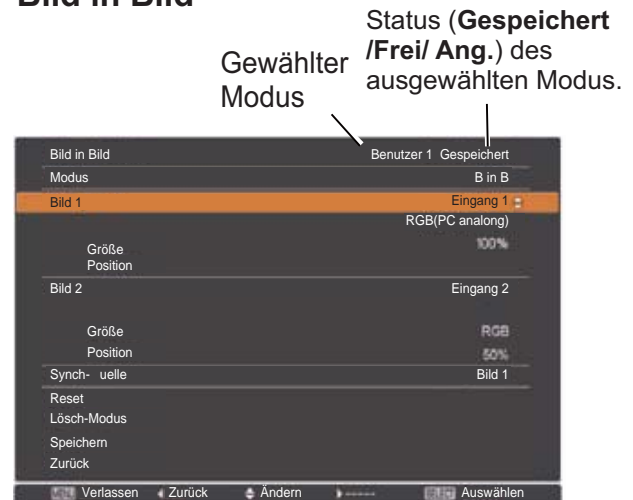 Bild in Bild
Status (Gespeichert
/Frei/ Ang.) des
ausgewählten Modus.
Gewählter
Modus
Bild in Bild Benutzer 1 Gespeichert
Modus B in B
Bild 1 Eingang 1
RGB(PC analong)
Größe 100%
Position
Bild 2 Eingang 2
Größe RGB
Position 50%
Synch- uelle Bild 1
Reset
Lösch-Modus
Speichern
Zurück
Verlassen Zurück Ändern ----- Auswählen